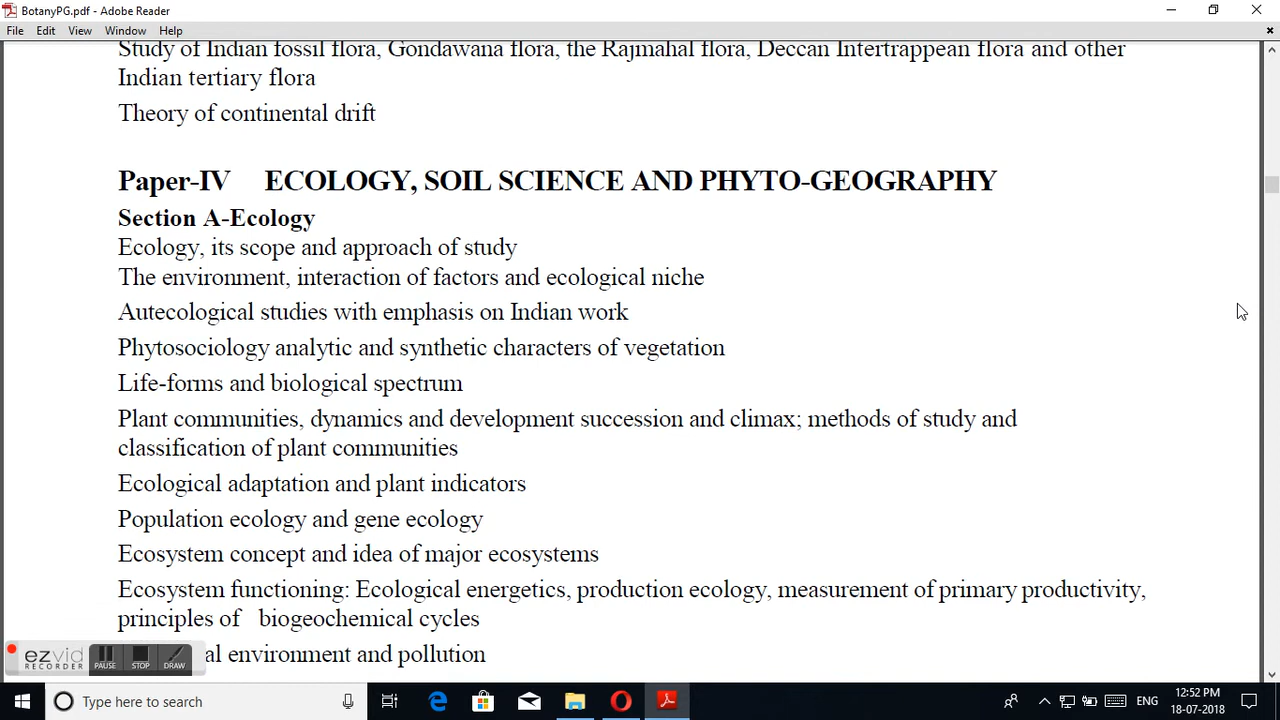 BotanyPG.pdf - Adobe Reader
File Edit View Window Help
Study of Indian fossil flora, Gondawana flora, the Rajmahal flora, Deccan Intertrappean flora and other
Indian tertiary flora
Theory of continental drift
Paper-IV ECOLOGY, SOIL SCIENCE AND PHYTO-GEOGRAPHY
Section A-Ecology
Ecology, its scope and approach of study
The environment, interaction of factors and ecological niche
Autecological studies with emphasis on Indian work
Phytosociology analytic and synthetic characters of vegetation
Life-forms and biological spectrum
Plant communities, dynamics and development succession and climax; methods of study and
classification of plant communities
Ecological adaptation and plant indicators
Population ecology and gene ecology
Ecosystem concept and idea of major ecosystems
Ecosystem functioning: Ecological energetics, production ecology, measurement of primary productivity,
principles of biogeochemical cycles
al environment and pollution
ezvid
RECORDER
PAUSE STOP DRAW
Type here to search
ENG
12:52 PM
18-07-2018